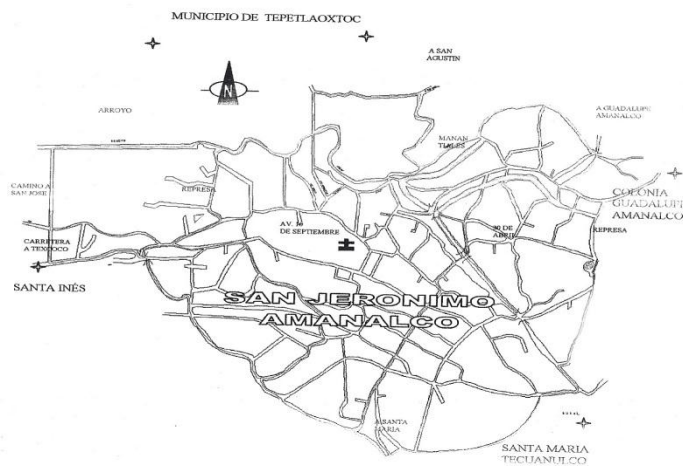 MUNICIPIO DE TEPETLAOXTOC
A SAN
AGUSTIN
N
ARROYO
A GUADALUPE
AMANALCO
MANAN
TIALES
CAMINO A
SAN JOSE
REPRESA
COLONIA
GUADALUPE
AMANALCO
AV.
DE SEPTIEMBRE
30 DE
ABRIL
REPRESA
CARRETERA
A TEXCOCO
SANTA INÉS
SAN JERONIMO
AMANALCO
A SANTA
MARIA
SANTA MARIA
TECUANULCO